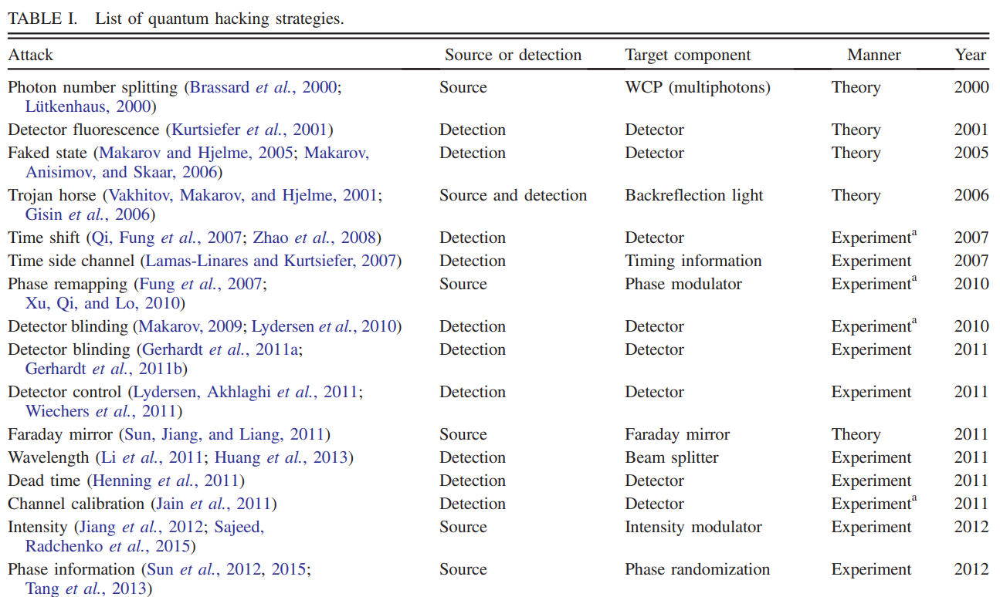 TABLE I. List of quantum hacking strategies.
Attack Source or detection Target component Manner Year
Photon number splitting (Brassard et al., 2000; Source WCP (multiphotons) Theory 2000
Lütkenhaus, 2000)
Detector fluorescence (Kurtsiefer et al., 2001) Detection Detector Theory 2001
Faked state (Makarov and Hjelme, 2005; Makarov, Detection Detector Theory 2005
Anisimov, and Skaar, 2006)
Trojan horse (Vakhitov, Makarov, and Hjelme, 2001; Source and detection Backreflection light Theory 2006
Gisin et al., 2006)
Time shift (Qi, Fung et al., 2007; Zhao et al., 2008) Detection Detector Experimentᵃ 2007
Time side channel (Lamas-Linares and Kurtsiefer, 2007) Detection Timing information Experiment 2007
Phase remapping (Fung et al., 2007; Source Phase modulator Experimentᵃ 2010
Xu, Qi, and Lo, 2010)
Detector blinding (Makarov, 2009; Lydersen et al., 2010) Detection Detector Experimentᵃ 2010
Detector blinding (Gerhardt et al., 2011a; Detection Detector Experiment 2011
Gerhardt et al., 2011b)
Detector control (Lydersen, Akhlaghi et al., 2011; Detection Detector Experiment 2011
Wiechers et al., 2011)
Faraday mirror (Sun, Jiang, and Liang, 2011) Source Faraday mirror Theory 2011
Wavelength (Li et al., 2011; Huang et al., 2013) Detection Beam splitter Experiment 2011
Dead time (Henning et al., 2011) Detection Detector Experiment 2011
Channel calibration (Jain et al., 2011) Detection Detector Experimentᵃ 2011
Intensity (Jiang et al., 2012; Sajeed, Source Intensity modulator Experiment 2012
Radchenko et al., 2015)
Phase information (Sun et al., 2012, 2015; Source Phase randomization Experiment 2012
Tang et al., 2013)